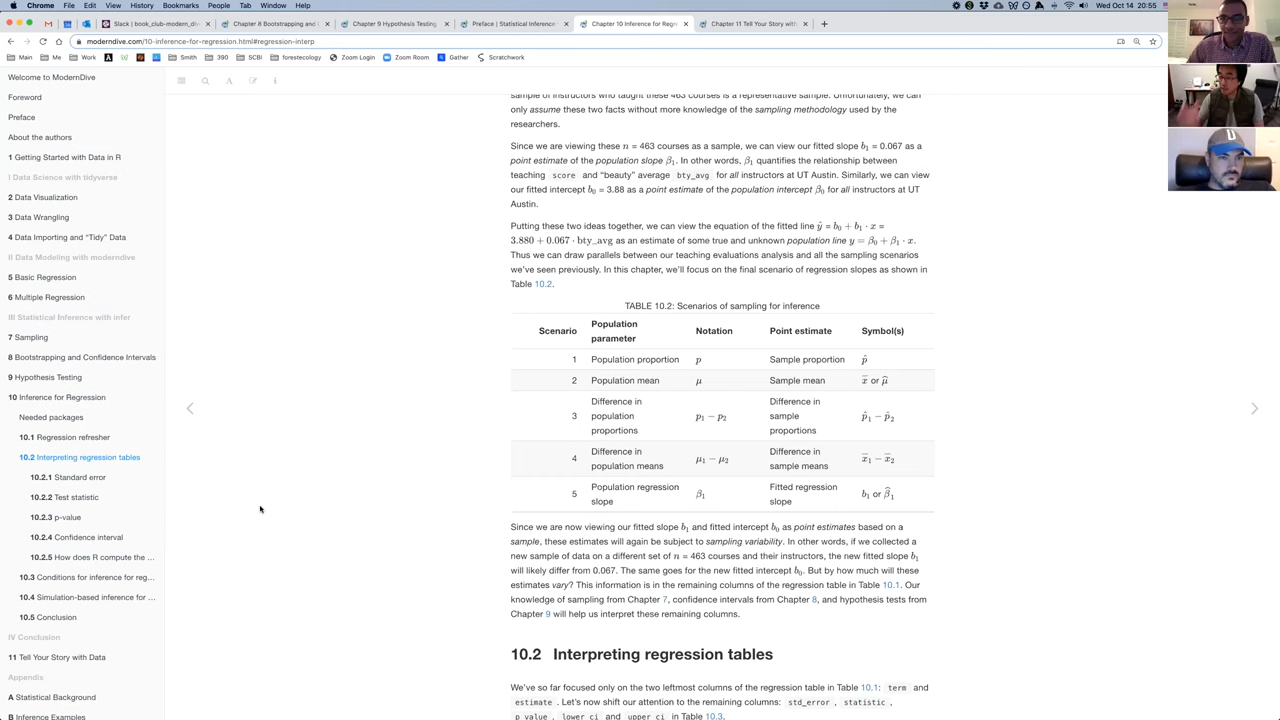 Chrome File Edit View History Bookmarks People Tab Window Help
Wed Oct 14 20:55
Slack | book_club-modern_div
Chapter 8 Bootstrapping and C
Chapter 9 Hypothesis Testing
Preface | Statistical Inference
Chapter 10 Inference for Regre
Chapter 11 Tell Your Story with
moderndive.com/10-inference-for-regression.html#regression-interp
Main Me Work Smith 390 SCBI forestecology Zoom Login Zoom Room Gather Scratchwork
Welcome to ModernDive
Foreword
Preface
About the authors
1 Getting Started with Data in R
I Data Science with tidyverse
2 Data Visualization
3 Data Wrangling
4 Data Importing and “Tidy” Data
II Data Modeling with moderndive
5 Basic Regression
6 Multiple Regression
III Statistical Inference with infer
7 Sampling
8 Bootstrapping and Confidence Intervals
9 Hypothesis Testing
10 Inference for Regression
Needed packages
10.1 Regression refresher
10.2 Interpreting regression tables
10.2.1 Standard error
10.2.2 Test statistic
10.2.3 p-value
10.2.4 Confidence interval
10.2.5 How does R compute the ...
10.3 Conditions for inference for reg...
10.4 Simulation-based inference for ...
10.5 Conclusion
IV Conclusion
11 Tell Your Story with Data
Appendix
A Statistical Background
B Inference Examples
sample of instructors who taught these 463 courses is a representative sample. Unfortunately, we can
only assume these two facts without more knowledge of the sampling methodology used by the
researchers.
Since we are viewing these n = 463 courses as a sample, we can view our fitted slope b1 = 0.067 as a
point estimate of the population slope β1. In other words, β1 quantifies the relationship between
teaching score and “beauty” average bty_avg for all instructors at UT Austin. Similarly, we can view
our fitted intercept b0 = 3.88 as a point estimate of the population intercept β0 for all instructors at UT
Austin.
Putting these two ideas together, we can view the equation of the fitted line ŷ = b0 + b1 · x =
3.880 + 0.067 · bty_avg as an estimate of some true and unknown population line y = β0 + β1 · x.
Thus we can draw parallels between our teaching evaluations analysis and all the sampling scenarios
we’ve seen previously. In this chapter, we’ll focus on the final scenario of regression slopes as shown in
Table 10.2.
TABLE 10.2: Scenarios of sampling for inference
Scenario Population parameter Notation Point estimate Symbol(s)
1 Population proportion p Sample proportion p̂
2 Population mean μ Sample mean x̄ or μ̂
3 Difference in population proportions p1 − p2 Difference in sample proportions p̂1 − p̂2
4 Difference in population means μ1 − μ2 Difference in sample means x̄1 − x̄2
5 Population regression slope β1 Fitted regression slope b1 or β̂1
Since we are now viewing our fitted slope b1 and fitted intercept b0 as point estimates based on a
sample, these estimates will again be subject to sampling variability. In other words, if we collected a
new sample of data on a different set of n = 463 courses and their instructors, the new fitted slope b1
will likely differ from 0.067. The same goes for the new fitted intercept b0. But by how much will these
estimates vary? This information is in the remaining columns of the regression table in Table 10.1. Our
knowledge of sampling from Chapter 7, confidence intervals from Chapter 8, and hypothesis tests from
Chapter 9 will help us interpret these remaining columns.
10.2 Interpreting regression tables
We’ve so far focused only on the two leftmost columns of the regression table in Table 10.1: term and
estimate. Let’s now shift our attention to the remaining columns: std_error, statistic,
p_value, lower_ci and upper_ci in Table 10.3.